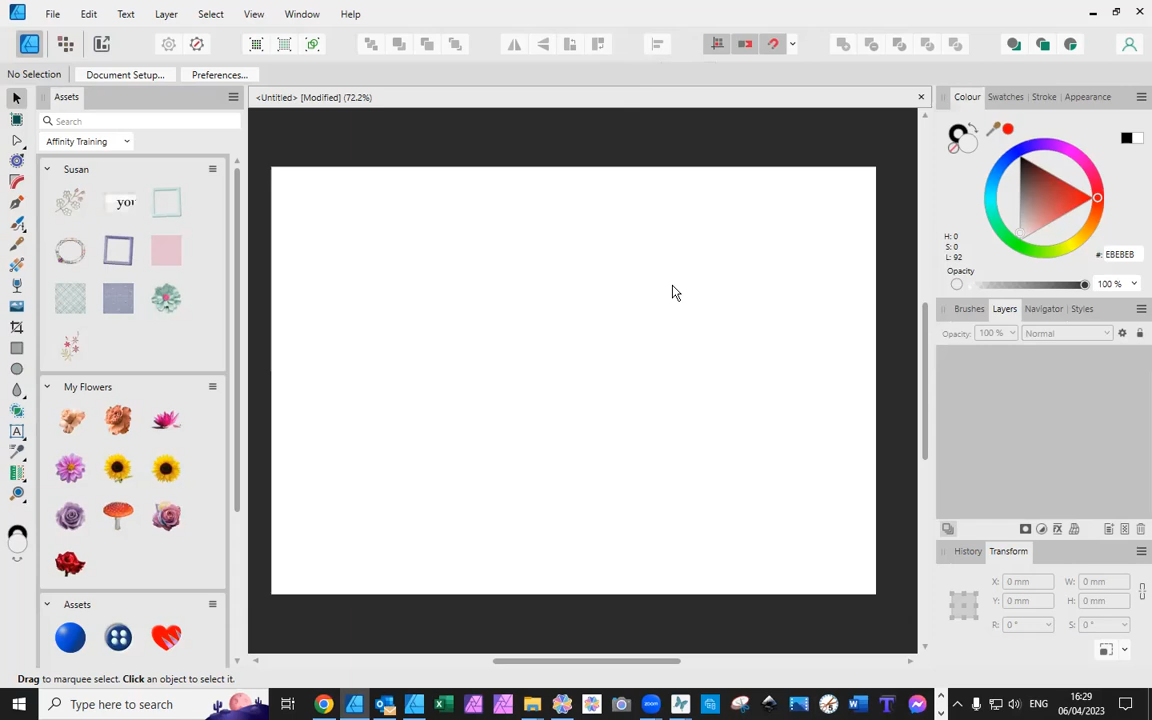 File Edit Text Layer Select View Window Help
No Selection Document Setup... Preferences...
Assets
<Untitled> [Modified] (72.2%)
Colour Swatches Stroke Appearance
Search
Affinity Training
Susan
you
H: 0
S: 0
L: 92
#: EBEBEB
Opacity
100 %
Brushes Layers Navigator Styles
Opacity: 100 % Normal
My Flowers
History Transform
X: 0 mm W: 0 mm
Y: 0 mm H: 0 mm
R: 0 ° S: 0 °
Assets
Drag to marquee select. Click an object to select it.
Type here to search
ENG
16:29
06/04/2023